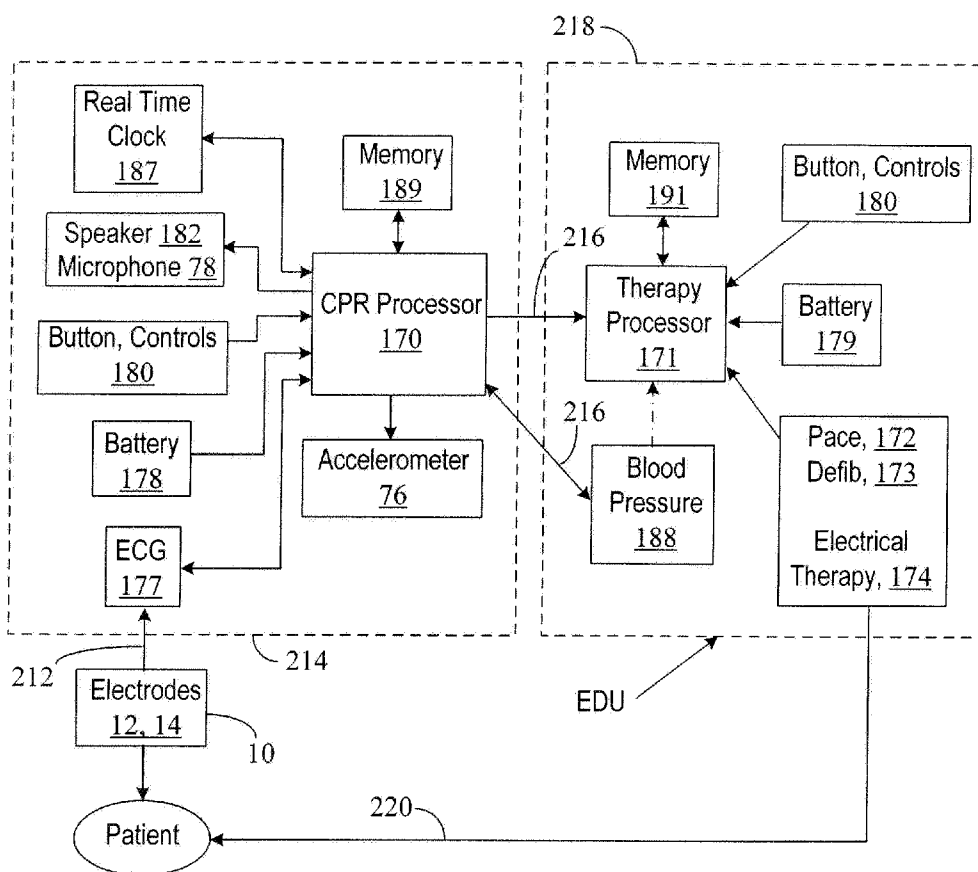 218
Real Time
Clock
187
Memory
189
Speaker 182
Microphone 78
CPR Processor
170
Button, Controls
180
Battery
178
Accelerometer
76
ECG
177
216
216
Memory
191
Button, Controls
180
Therapy
Processor
171
Battery
179
Blood
Pressure
188
Pace, 172
Defib, 173
Electrical
Therapy, 174
212
214
EDU
Electrodes
12, 14
10
Patient
220